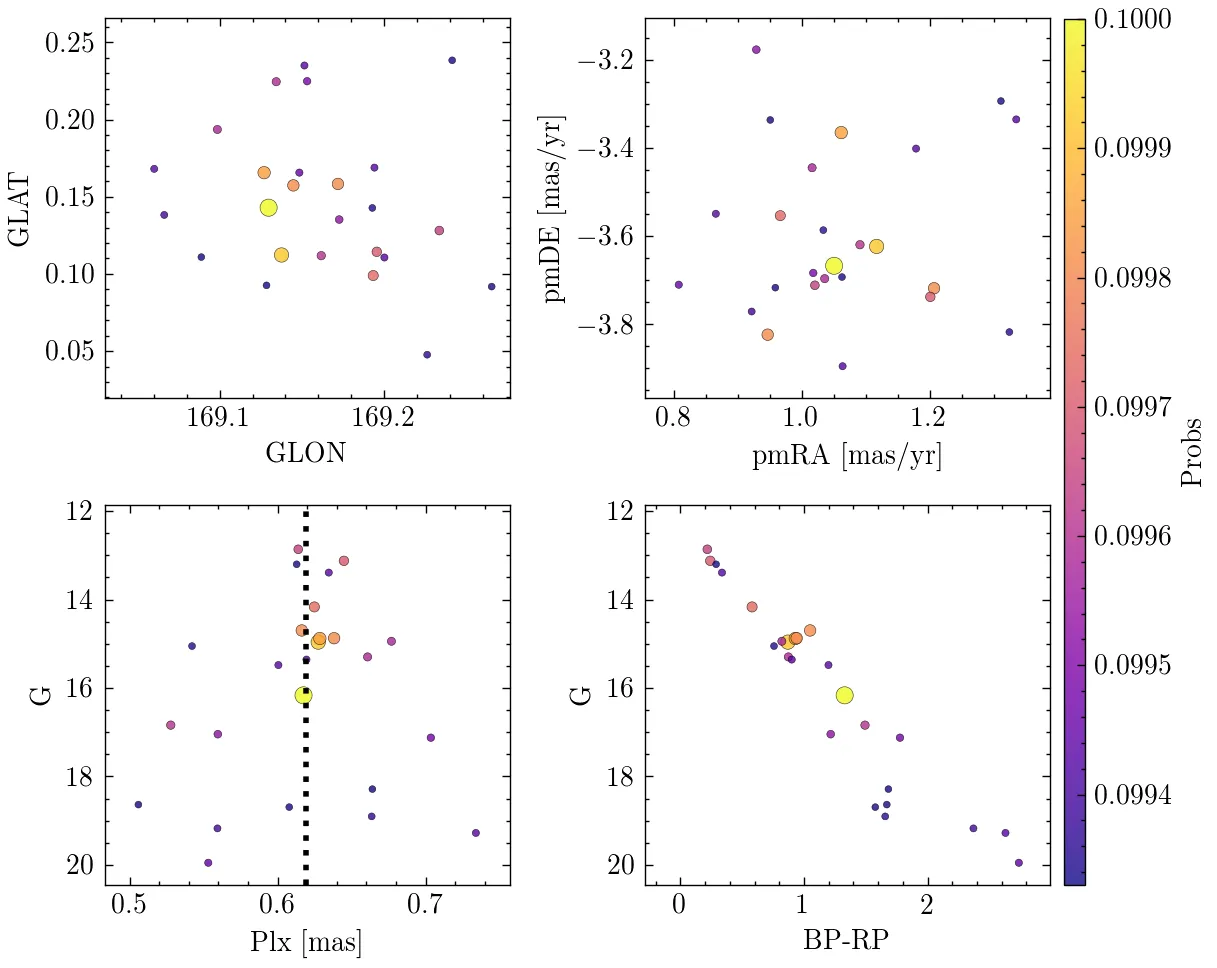 0.25
0.20
0.15
0.10
0.05
GLAT
169.1 169.2
GLON
−3.2
−3.4
−3.6
−3.8
pmDE [mas/yr]
0.8 1.0 1.2
pmRA [mas/yr]
12
14
16
18
20
G
0.5 0.6 0.7
Plx [mas]
12
14
16
18
20
G
0 1 2
BP-RP
0.1000
0.0999
0.0998
0.0997
0.0996
0.0995
0.0994
Probs